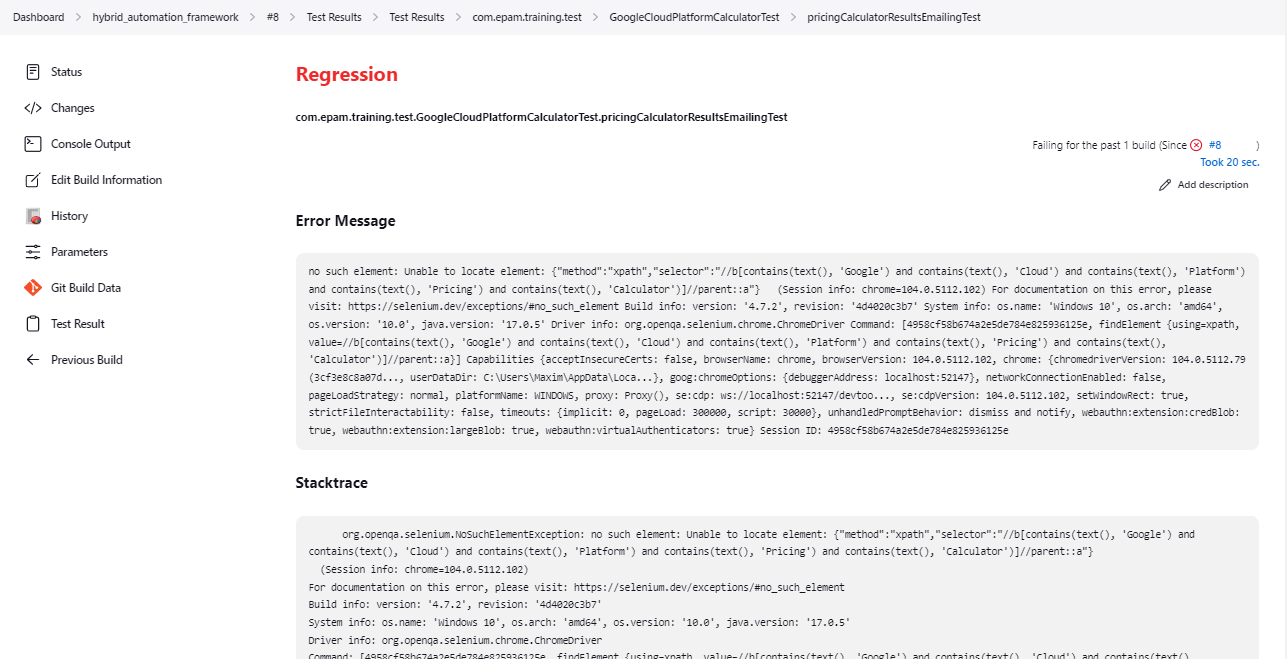 Dashboard > hybrid_automation_framework > #8 > Test Results > Test Results > com.epam.training.test > GoogleCloudPlatformCalculatorTest > pricingCalculatorResultsEmailingTest
Status
Changes
Console Output
Edit Build Information
History
Parameters
Git Build Data
Test Result
Previous Build
Regression
com.epam.training.test.GoogleCloudPlatformCalculatorTest.pricingCalculatorResultsEmailingTest
Failing for the past 1 build (Since #8 )
Took 20 sec.
Add description
Error Message
no such element: Unable to locate element: {"method":"xpath","selector":"//b[contains(text(), 'Google') and contains(text(), 'Cloud') and contains(text(), 'Platform')
and contains(text(), 'Pricing') and contains(text(), 'Calculator')]//parent::a"} (Session info: chrome=104.0.5112.102) For documentation on this error, please
visit: https://selenium.dev/exceptions/#no_such_element Build info: version: '4.7.2', revision: '4d4020c3b7' System info: os.name: 'Windows 10', os.arch: 'amd64',
os.version: '10.0', java.version: '17.0.5' Driver info: org.openqa.selenium.chrome.ChromeDriver Command: [4958cf58b674a2e5de784e825936125e, findElement {using=xpath,
value=//b[contains(text(), 'Google') and contains(text(), 'Cloud') and contains(text(), 'Platform') and contains(text(), 'Pricing') and contains(text(),
'Calculator')]//parent::a}] Capabilities {acceptInsecureCerts: false, browserName: chrome, browserVersion: 104.0.5112.102, chrome: {chromedriverVersion: 104.0.5112.79
(3cf3e8c8a07d..., userDataDir: C:\Users\Maxim\AppData\Loca...}, goog:chromeOptions: {debuggerAddress: localhost:52147}, networkConnectionEnabled: false,
pageLoadStrategy: normal, platformName: WINDOWS, proxy: Proxy(), se:cdp: ws://localhost:52147/devtoo..., se:cdpVersion: 104.0.5112.102, setWindowRect: true,
strictFileInteractability: false, timeouts: {implicit: 0, pageLoad: 300000, script: 30000}, unhandledPromptBehavior: dismiss and notify, webauthn:extension:credBlob:
true, webauthn:extension:largeBlob: true, webauthn:virtualAuthenticators: true} Session ID: 4958cf58b674a2e5de784e825936125e
Stacktrace
org.openqa.selenium.NoSuchElementException: no such element: Unable to locate element: {"method":"xpath","selector":"//b[contains(text(), 'Google') and
contains(text(), 'Cloud') and contains(text(), 'Platform') and contains(text(), 'Pricing') and contains(text(), 'Calculator')]//parent::a"}
(Session info: chrome=104.0.5112.102)
For documentation on this error, please visit: https://selenium.dev/exceptions/#no_such_element
Build info: version: '4.7.2', revision: '4d4020c3b7'
System info: os.name: 'Windows 10', os.arch: 'amd64', os.version: '10.0', java.version: '17.0.5'
Driver info: org.openqa.selenium.chrome.ChromeDriver
Command: [4958cf58b674a2e5de784e825936125e, findElement {using=xpath, value=//b[contains(text(), 'Google') and contains(text(), 'Cloud') and contains(text(),